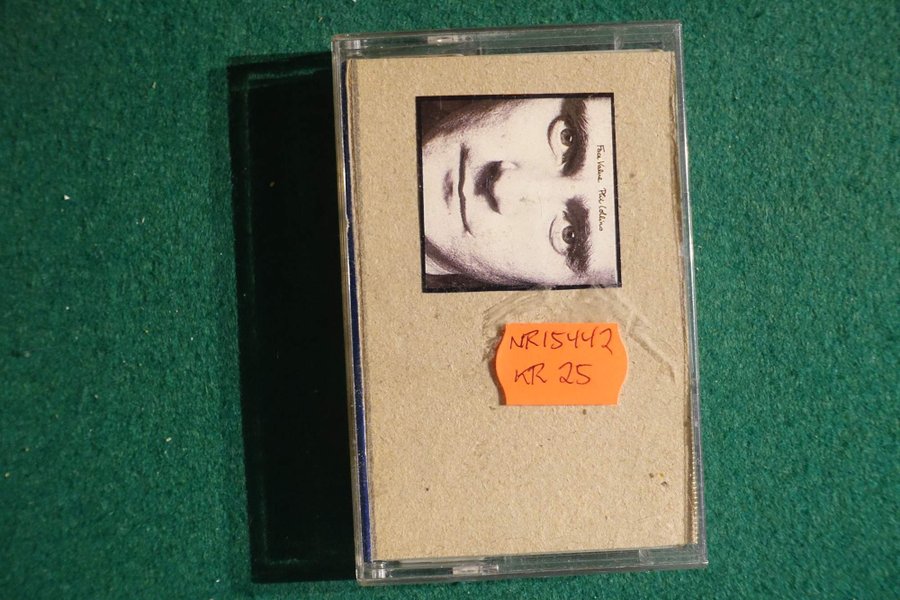 Face Value Phil Collins
NR15442
KR 25